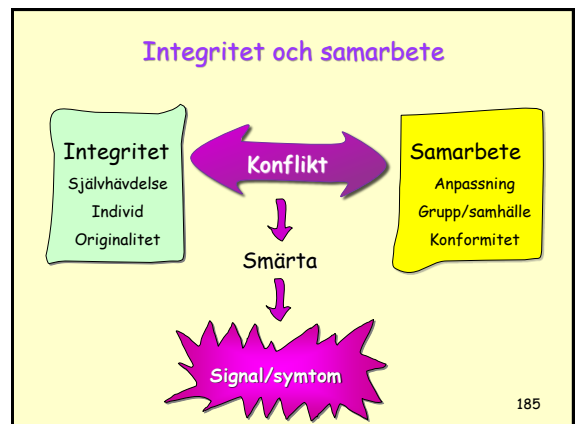 Integritet och samarbete
Integritet
Självhävdelse
Individ
Originalitet
Konflikt
Samarbete
Anpassning
Grupp/samhälle
Konformitet
Smärta
Signal/symtom
185